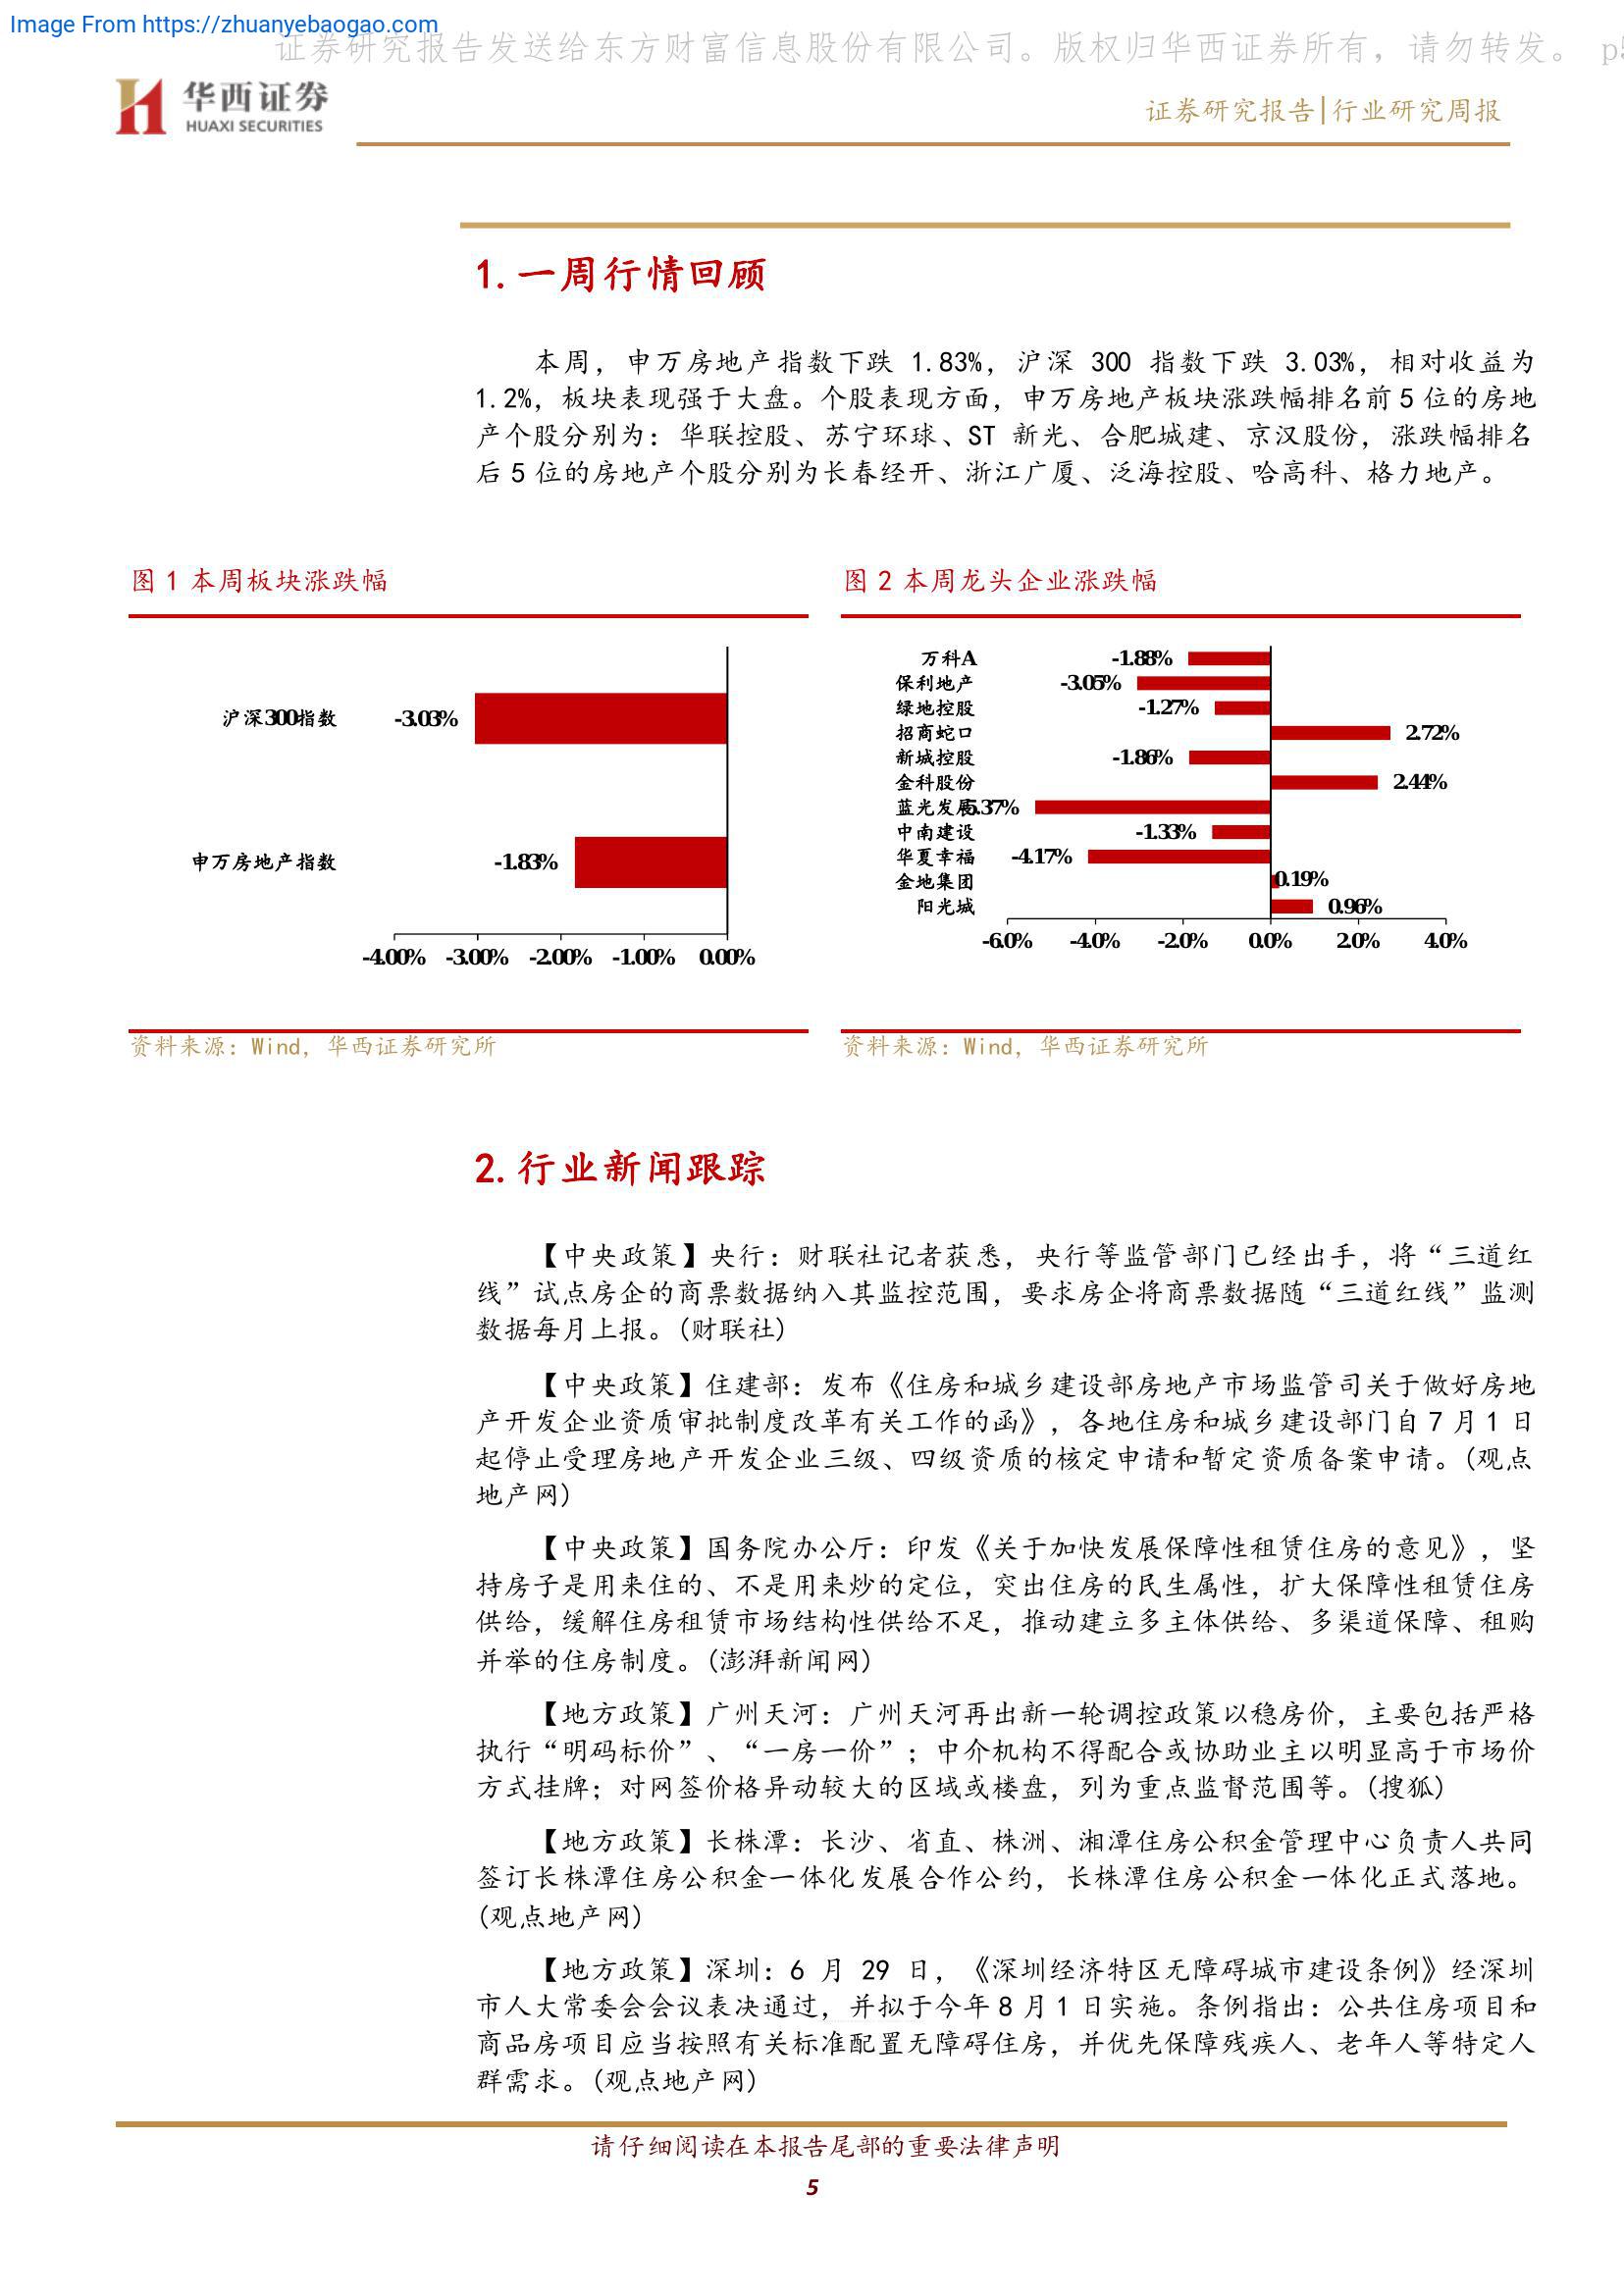 Image From https://zhuanyebaogao.com
证券研究报告发送给东方财富信息股份有限公司。版权归华西证券所有，请勿转发。 p5
华西证券
HUAXI SECURITIES
证券研究报告|行业研究周报
1. 一周行情回顾
本周，申万房地产指数下跌 1.83%，沪深 300 指数下跌 3.03%，相对收益为
1.2%，板块表现强于大盘。个股表现方面，申万房地产板块涨跌幅排名前 5 位的房地
产个股分别为：华联控股、苏宁环球、ST 新光、合肥城建、京汉股份，涨跌幅排名
后 5 位的房地产个股分别为长春经开、浙江广厦、泛海控股、哈高科、格力地产。
图 1 本周板块涨跌幅
沪深300指数 -3.03%
申万房地产指数 -1.83%
-4.00% -3.00% -2.00% -1.00% 0.00%
资料来源：Wind，华西证券研究所
图 2 本周龙头企业涨跌幅
万科A -1.88%
保利地产 -3.05%
绿地控股 -1.27%
招商蛇口 2.72%
新城控股 -1.86%
金科股份 2.44%
蓝光发展 -5.37%
中南建设 -1.33%
华夏幸福 -4.17%
金地集团 0.19%
阳光城 0.96%
-6.0% -4.0% -2.0% 0.0% 2.0% 4.0%
资料来源：Wind，华西证券研究所
2. 行业新闻跟踪
【中央政策】央行：财联社记者获悉，央行等监管部门已经出手，将“三道红
线”试点房企的商票数据纳入其监控范围，要求房企将商票数据随“三道红线”监测
数据每月上报。(财联社)
【中央政策】住建部：发布《住房和城乡建设部房地产市场监管司关于做好房地
产开发企业资质审批制度改革有关工作的函》，各地住房和城乡建设部门自 7 月 1 日
起停止受理房地产开发企业三级、四级资质的核定申请和暂定资质备案申请。(观点
地产网)
【中央政策】国务院办公厅：印发《关于加快发展保障性租赁住房的意见》，坚
持房子是用来住的、不是用来炒的定位，突出住房的民生属性，扩大保障性租赁住房
供给，缓解住房租赁市场结构性供给不足，推动建立多主体供给、多渠道保障、租购
并举的住房制度。(澎湃新闻网)
【地方政策】广州天河：广州天河再出新一轮调控政策以稳房价，主要包括严格
执行“明码标价”、“一房一价”；中介机构不得配合或协助业主以明显高于市场价
方式挂牌；对网签价格异动较大的区域或楼盘，列为重点监督范围等。(搜狐)
【地方政策】长株潭：长沙、省直、株洲、湘潭住房公积金管理中心负责人共同
签订长株潭住房公积金一体化发展合作公约，长株潭住房公积金一体化正式落地。
(观点地产网)
【地方政策】深圳：6 月 29 日，《深圳经济特区无障碍城市建设条例》经深圳
市人大常委会会议表决通过，并拟于今年 8 月 1 日实施。条例指出：公共住房项目和
商品房项目应当按照有关标准配置无障碍住房，并优先保障残疾人、老年人等特定人
群需求。(观点地产网)
请仔细阅读在本报告尾部的重要法律声明
5